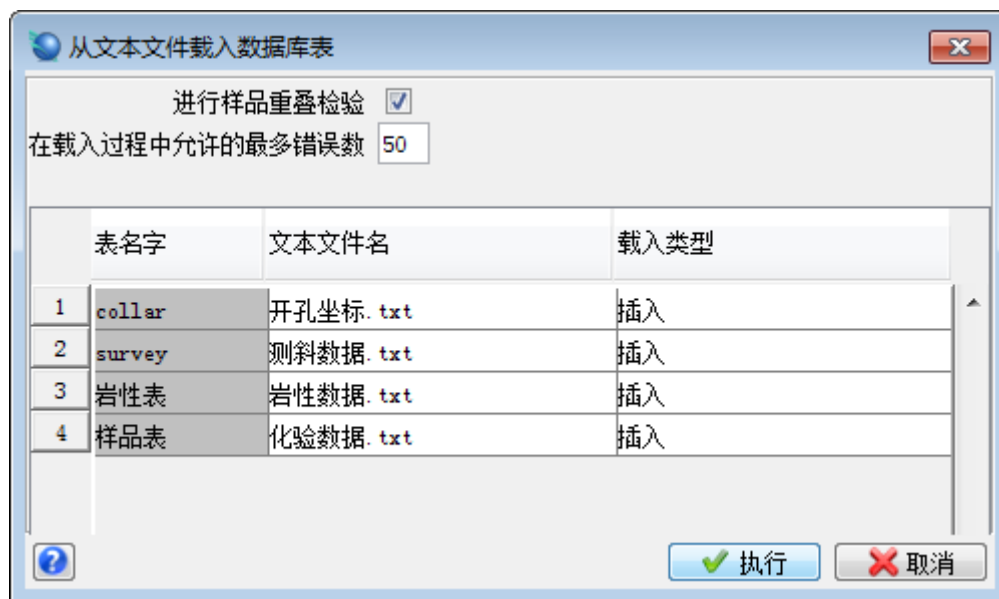 从文本文件载入数据库表
进行样品重叠检验
在载入过程中允许的最多错误数 50
表名字 文本文件名 载入类型
1 collar 开孔坐标.txt 插入
2 survey 测斜数据.txt 插入
3 岩性表 岩性数据.txt 插入
4 样品表 化验数据.txt 插入
? 执行 取消